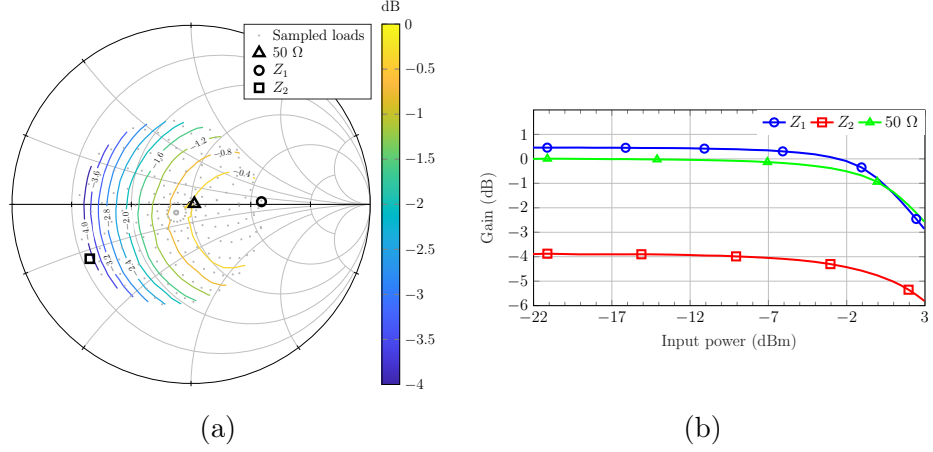 dB
Sampled loads
50 Ω
Z1
Z2
0
−0.5
−1
−1.5
−2
−2.5
−3
−3.5
−4
−0.4
−0.8
−1.2
−1.6
−2.0
−2.4
−2.8
−3.2
−3.6
−4.0
(a)
Z1 Z2 50 Ω
1
0
−1
−2
−3
−4
−5
−6
Gain (dB)
−22 −17 −12 −7 −2 3
Input power (dBm)
(b)